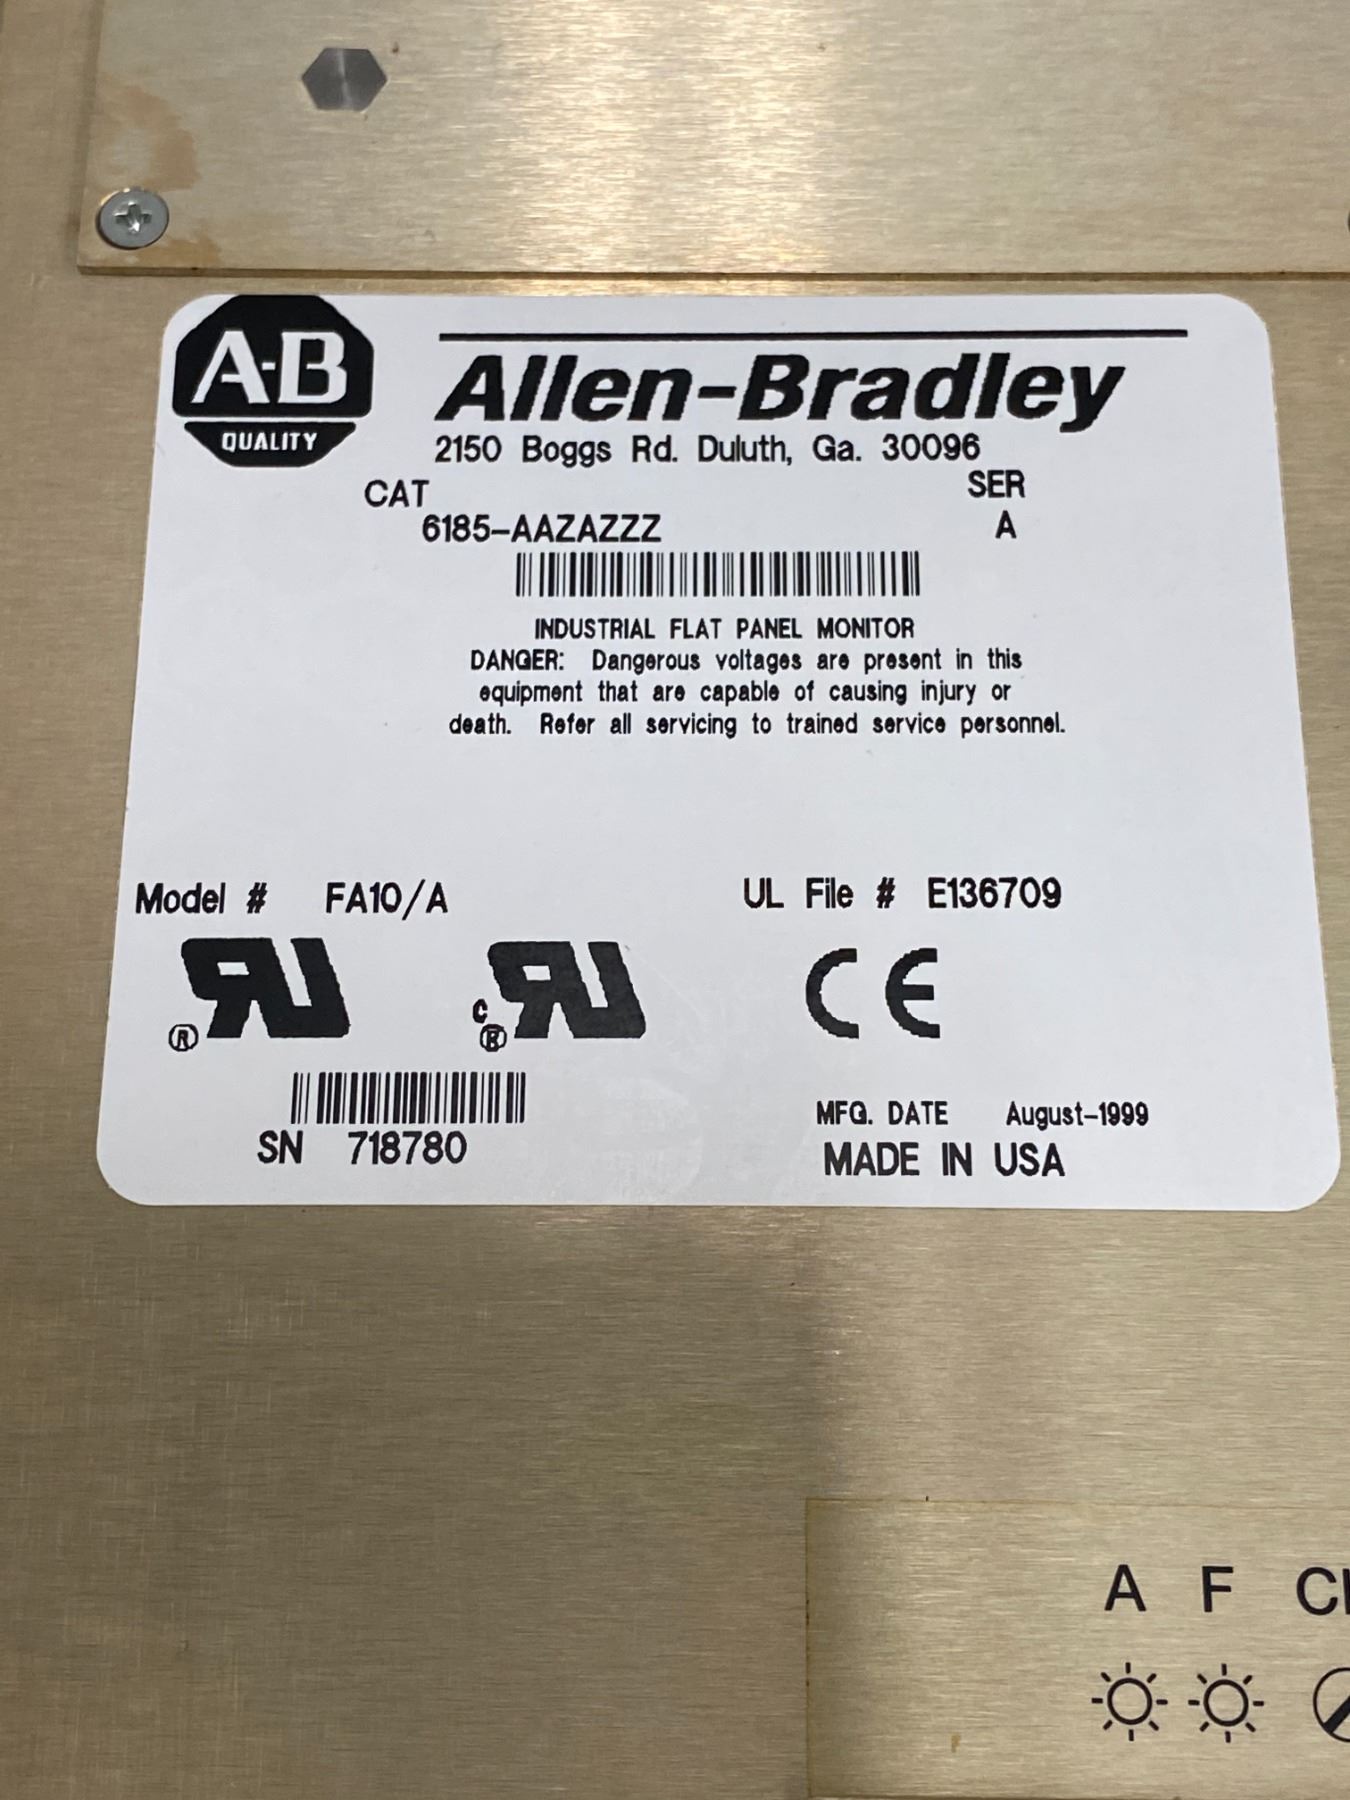 A-B
QUALITY
Allen-Bradley
2150 Boggs Rd. Duluth, Ga. 30096
CAT SER
6185-AAZAZZZ A
INDUSTRIAL FLAT PANEL MONITOR
DANGER: Dangerous voltages are present in this
equipment that are capable of causing injury or
death. Refer all servicing to trained service personnel.
Model # FA10/A UL File # E136709
CE
SN 718780
MFG. DATE August-1999
MADE IN USA
A F